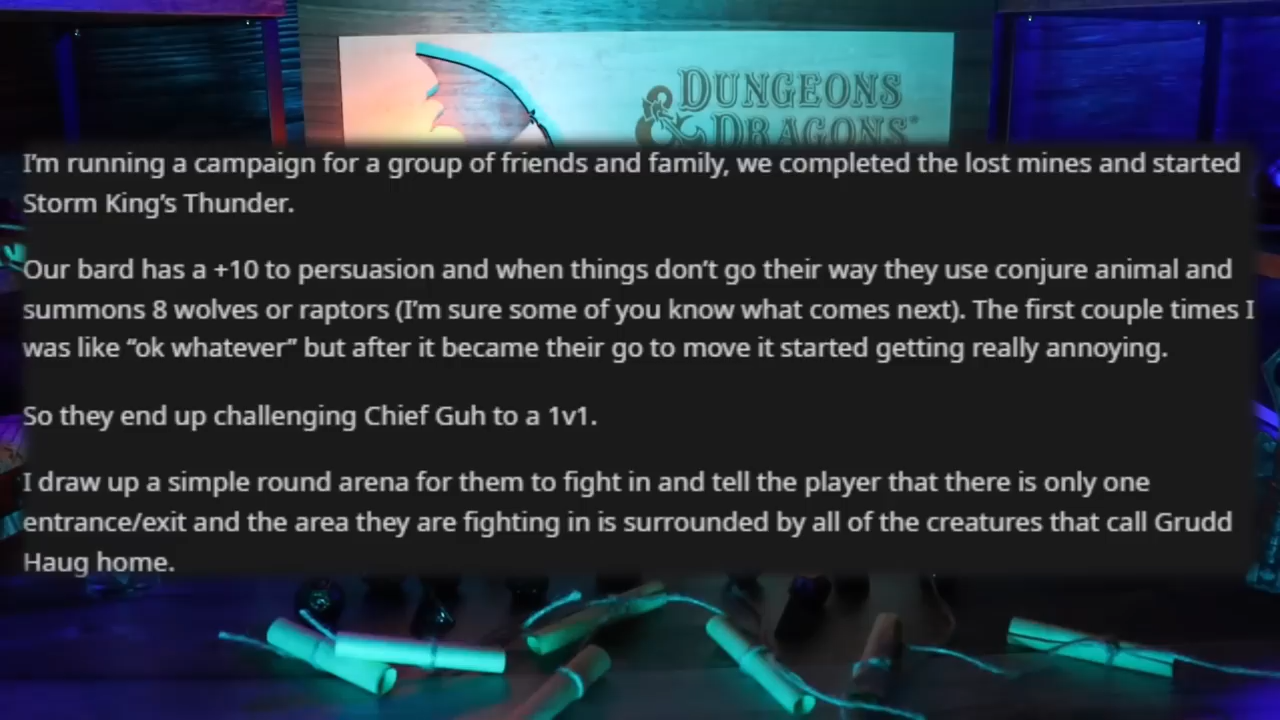 DUNGEONS
& DRAGONS®
I'm running a campaign for a group of friends and family, we completed the lost mines and started
Storm King's Thunder.
Our bard has a +10 to persuasion and when things don't go their way they use conjure animal and
summons 8 wolves or raptors (I'm sure some of you know what comes next). The first couple times I
was like “ok whatever” but after it became their go to move it started getting really annoying.
So they end up challenging Chief Guh to a 1v1.
I draw up a simple round arena for them to fight in and tell the player that there is only one
entrance/exit and the area they are fighting in is surrounded by all of the creatures that call Grudd
Haug home.